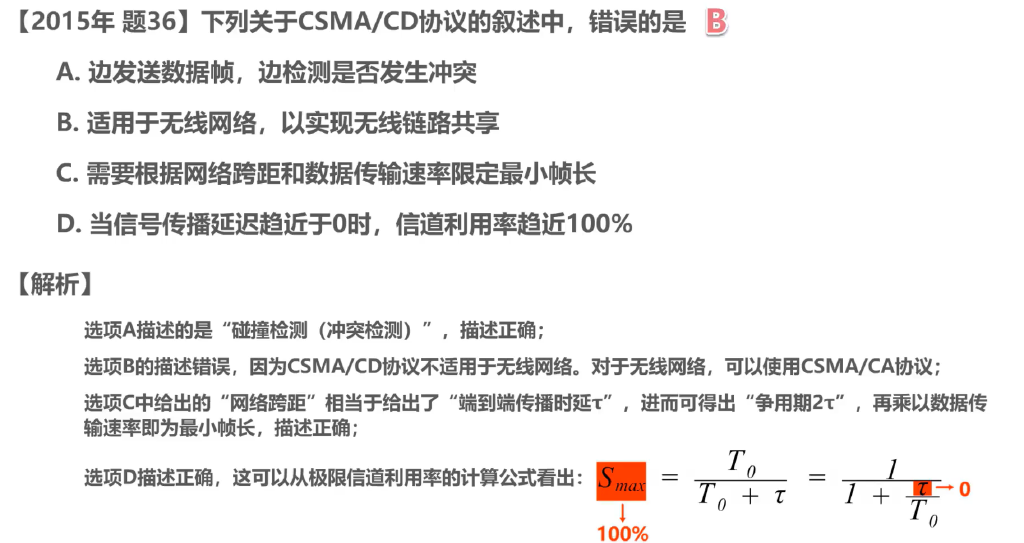 【2015年 题36】下列关于CSMA/CD协议的叙述中，错误的是 B
A. 边发送数据帧，边检测是否发生冲突
B. 适用于无线网络，以实现无线链路共享
C. 需要根据网络跨距和数据传输速率限定最小帧长
D. 当信号传播延迟趋近于0时，信道利用率趋近100%
【解析】
选项A描述的是“碰撞检测（冲突检测）”，描述正确；
选项B的描述错误，因为CSMA/CD协议不适用于无线网络。对于无线网络，可以使用CSMA/CA协议；
选项C中给出的“网络跨距”相当于给出了“端到端传播时延τ”，进而可得出“争用期2τ”，再乘以数据传
输速率即为最小帧长，描述正确；
选项D描述正确，这可以从极限信道利用率的计算公式看出： S_max = T_0 / (T_0 + τ) = 1 / (1 + τ/T_0) → 0
100%